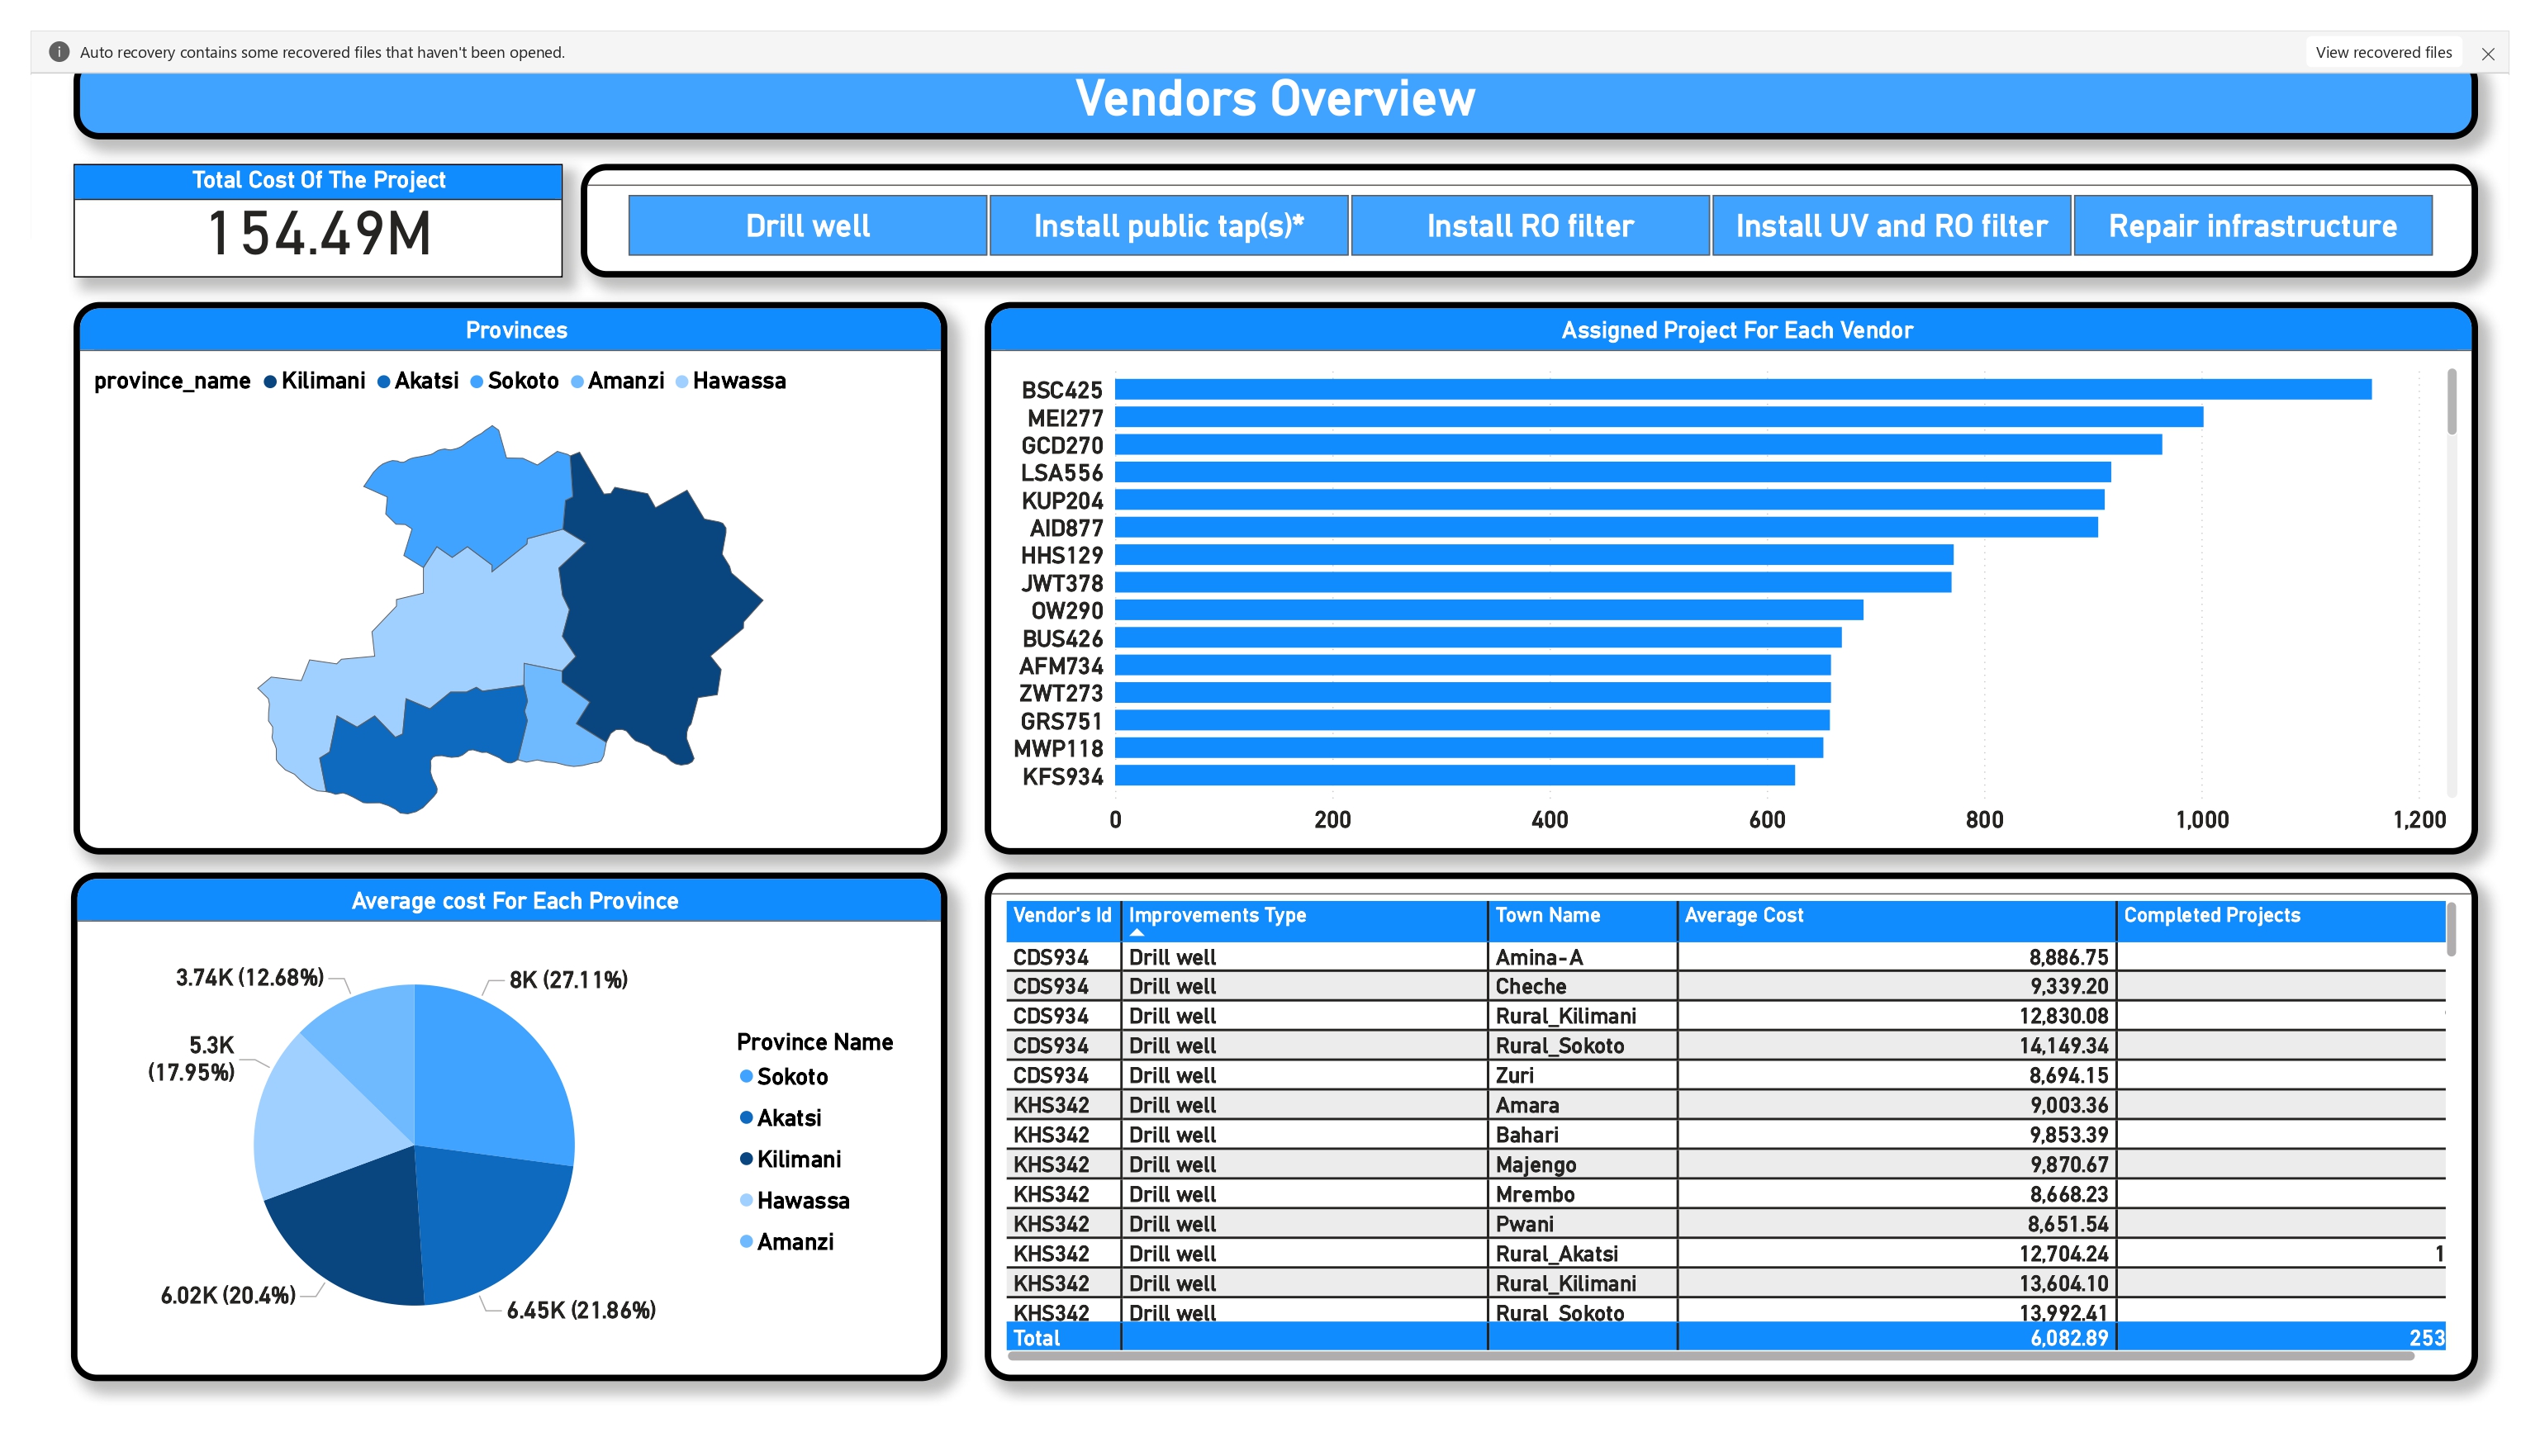 Auto recovery contains some recovered files that haven't been opened.
View recovered files
Vendors Overview
Total Cost Of The Project
154.49M
Drill well
Install public tap(s)*
Install RO filter
Install UV and RO filter
Repair infrastructure
Provinces
province_name Kilimani Akatsi Sokoto Amanzi Hawassa
Assigned Project For Each Vendor
BSC425
MEI277
GCD270
LSA556
KUP204
AID877
HHS129
JWT378
OW290
BUS426
AFM734
ZWT273
GRS751
MWP118
KFS934
0 200 400 600 800 1,000 1,200
Average cost For Each Province
3.74K (12.68%)
8K (27.11%)
5.3K
(17.95%)
6.02K (20.4%)
6.45K (21.86%)
Province Name
Sokoto
Akatsi
Kilimani
Hawassa
Amanzi
Vendor's Id Improvements Type Town Name Average Cost Completed Projects
CDS934 Drill well Amina-A 8,886.75
CDS934 Drill well Cheche 9,339.20
CDS934 Drill well Rural_Kilimani 12,830.08
CDS934 Drill well Rural_Sokoto 14,149.34
CDS934 Drill well Zuri 8,694.15
KHS342 Drill well Amara 9,003.36
KHS342 Drill well Bahari 9,853.39
KHS342 Drill well Majengo 9,870.67
KHS342 Drill well Mrembo 8,668.23
KHS342 Drill well Pwani 8,651.54
KHS342 Drill well Rural_Akatsi 12,704.24 1
KHS342 Drill well Rural_Kilimani 13,604.10
KHS342 Drill well Rural_Sokoto 13,992.41
Total 6,082.89 253